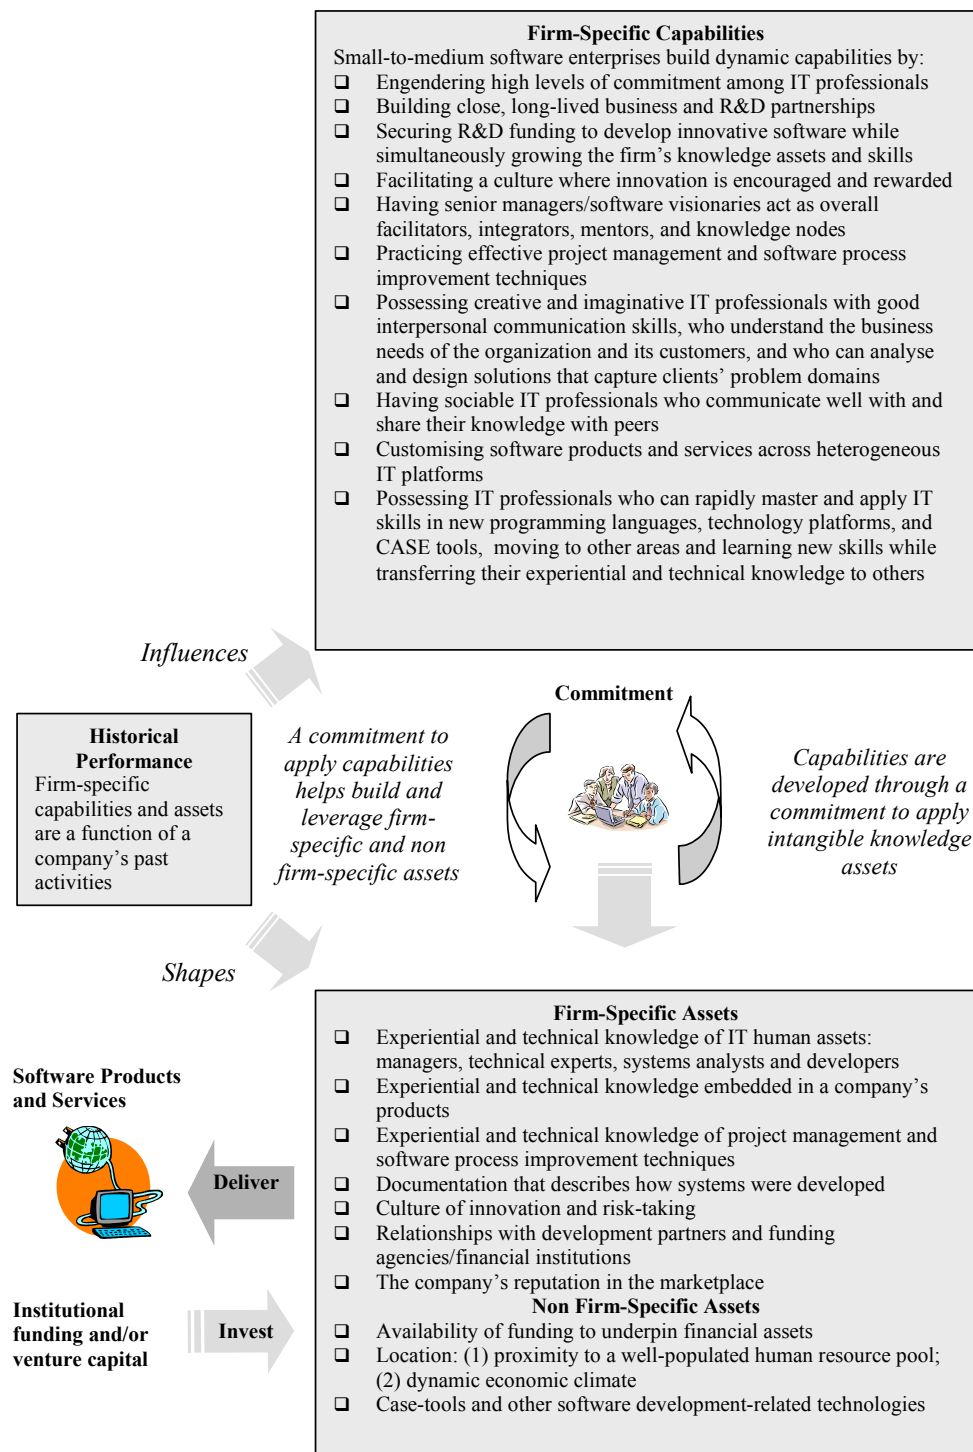 Firm-Specific Capabilities
Small-to-medium software enterprises build dynamic capabilities by:
❑ Engendering high levels of commitment among IT professionals
❑ Building close, long-lived business and R&D partnerships
❑ Securing R&D funding to develop innovative software while
simultaneously growing the firm’s knowledge assets and skills
❑ Facilitating a culture where innovation is encouraged and rewarded
❑ Having senior managers/software visionaries act as overall
facilitators, integrators, mentors, and knowledge nodes
❑ Practicing effective project management and software process
improvement techniques
❑ Possessing creative and imaginative IT professionals with good
interpersonal communication skills, who understand the business
needs of the organization and its customers, and who can analyse
and design solutions that capture clients’ problem domains
❑ Having sociable IT professionals who communicate well with and
share their knowledge with peers
❑ Customising software products and services across heterogeneous
IT platforms
❑ Possessing IT professionals who can rapidly master and apply IT
skills in new programming languages, technology platforms, and
CASE tools, moving to other areas and learning new skills while
transferring their experiential and technical knowledge to others
Influences
Historical
Performance
Firm-specific
capabilities and assets
are a function of a
company’s past
activities
A commitment to
apply capabilities
helps build and
leverage firm-
specific and non
firm-specific assets
Commitment
Capabilities are
developed through a
commitment to apply
intangible knowledge
assets
Shapes
Firm-Specific Assets
❑ Experiential and technical knowledge of IT human assets:
managers, technical experts, systems analysts and developers
❑ Experiential and technical knowledge embedded in a company’s
products
❑ Experiential and technical knowledge of project management and
software process improvement techniques
❑ Documentation that describes how systems were developed
❑ Culture of innovation and risk-taking
❑ Relationships with development partners and funding
agencies/financial institutions
❑ The company’s reputation in the marketplace
Non Firm-Specific Assets
❑ Availability of funding to underpin financial assets
❑ Location: (1) proximity to a well-populated human resource pool;
(2) dynamic economic climate
❑ Case-tools and other software development-related technologies
Software Products
and Services
Deliver
Institutional
funding and/or
venture capital
Invest